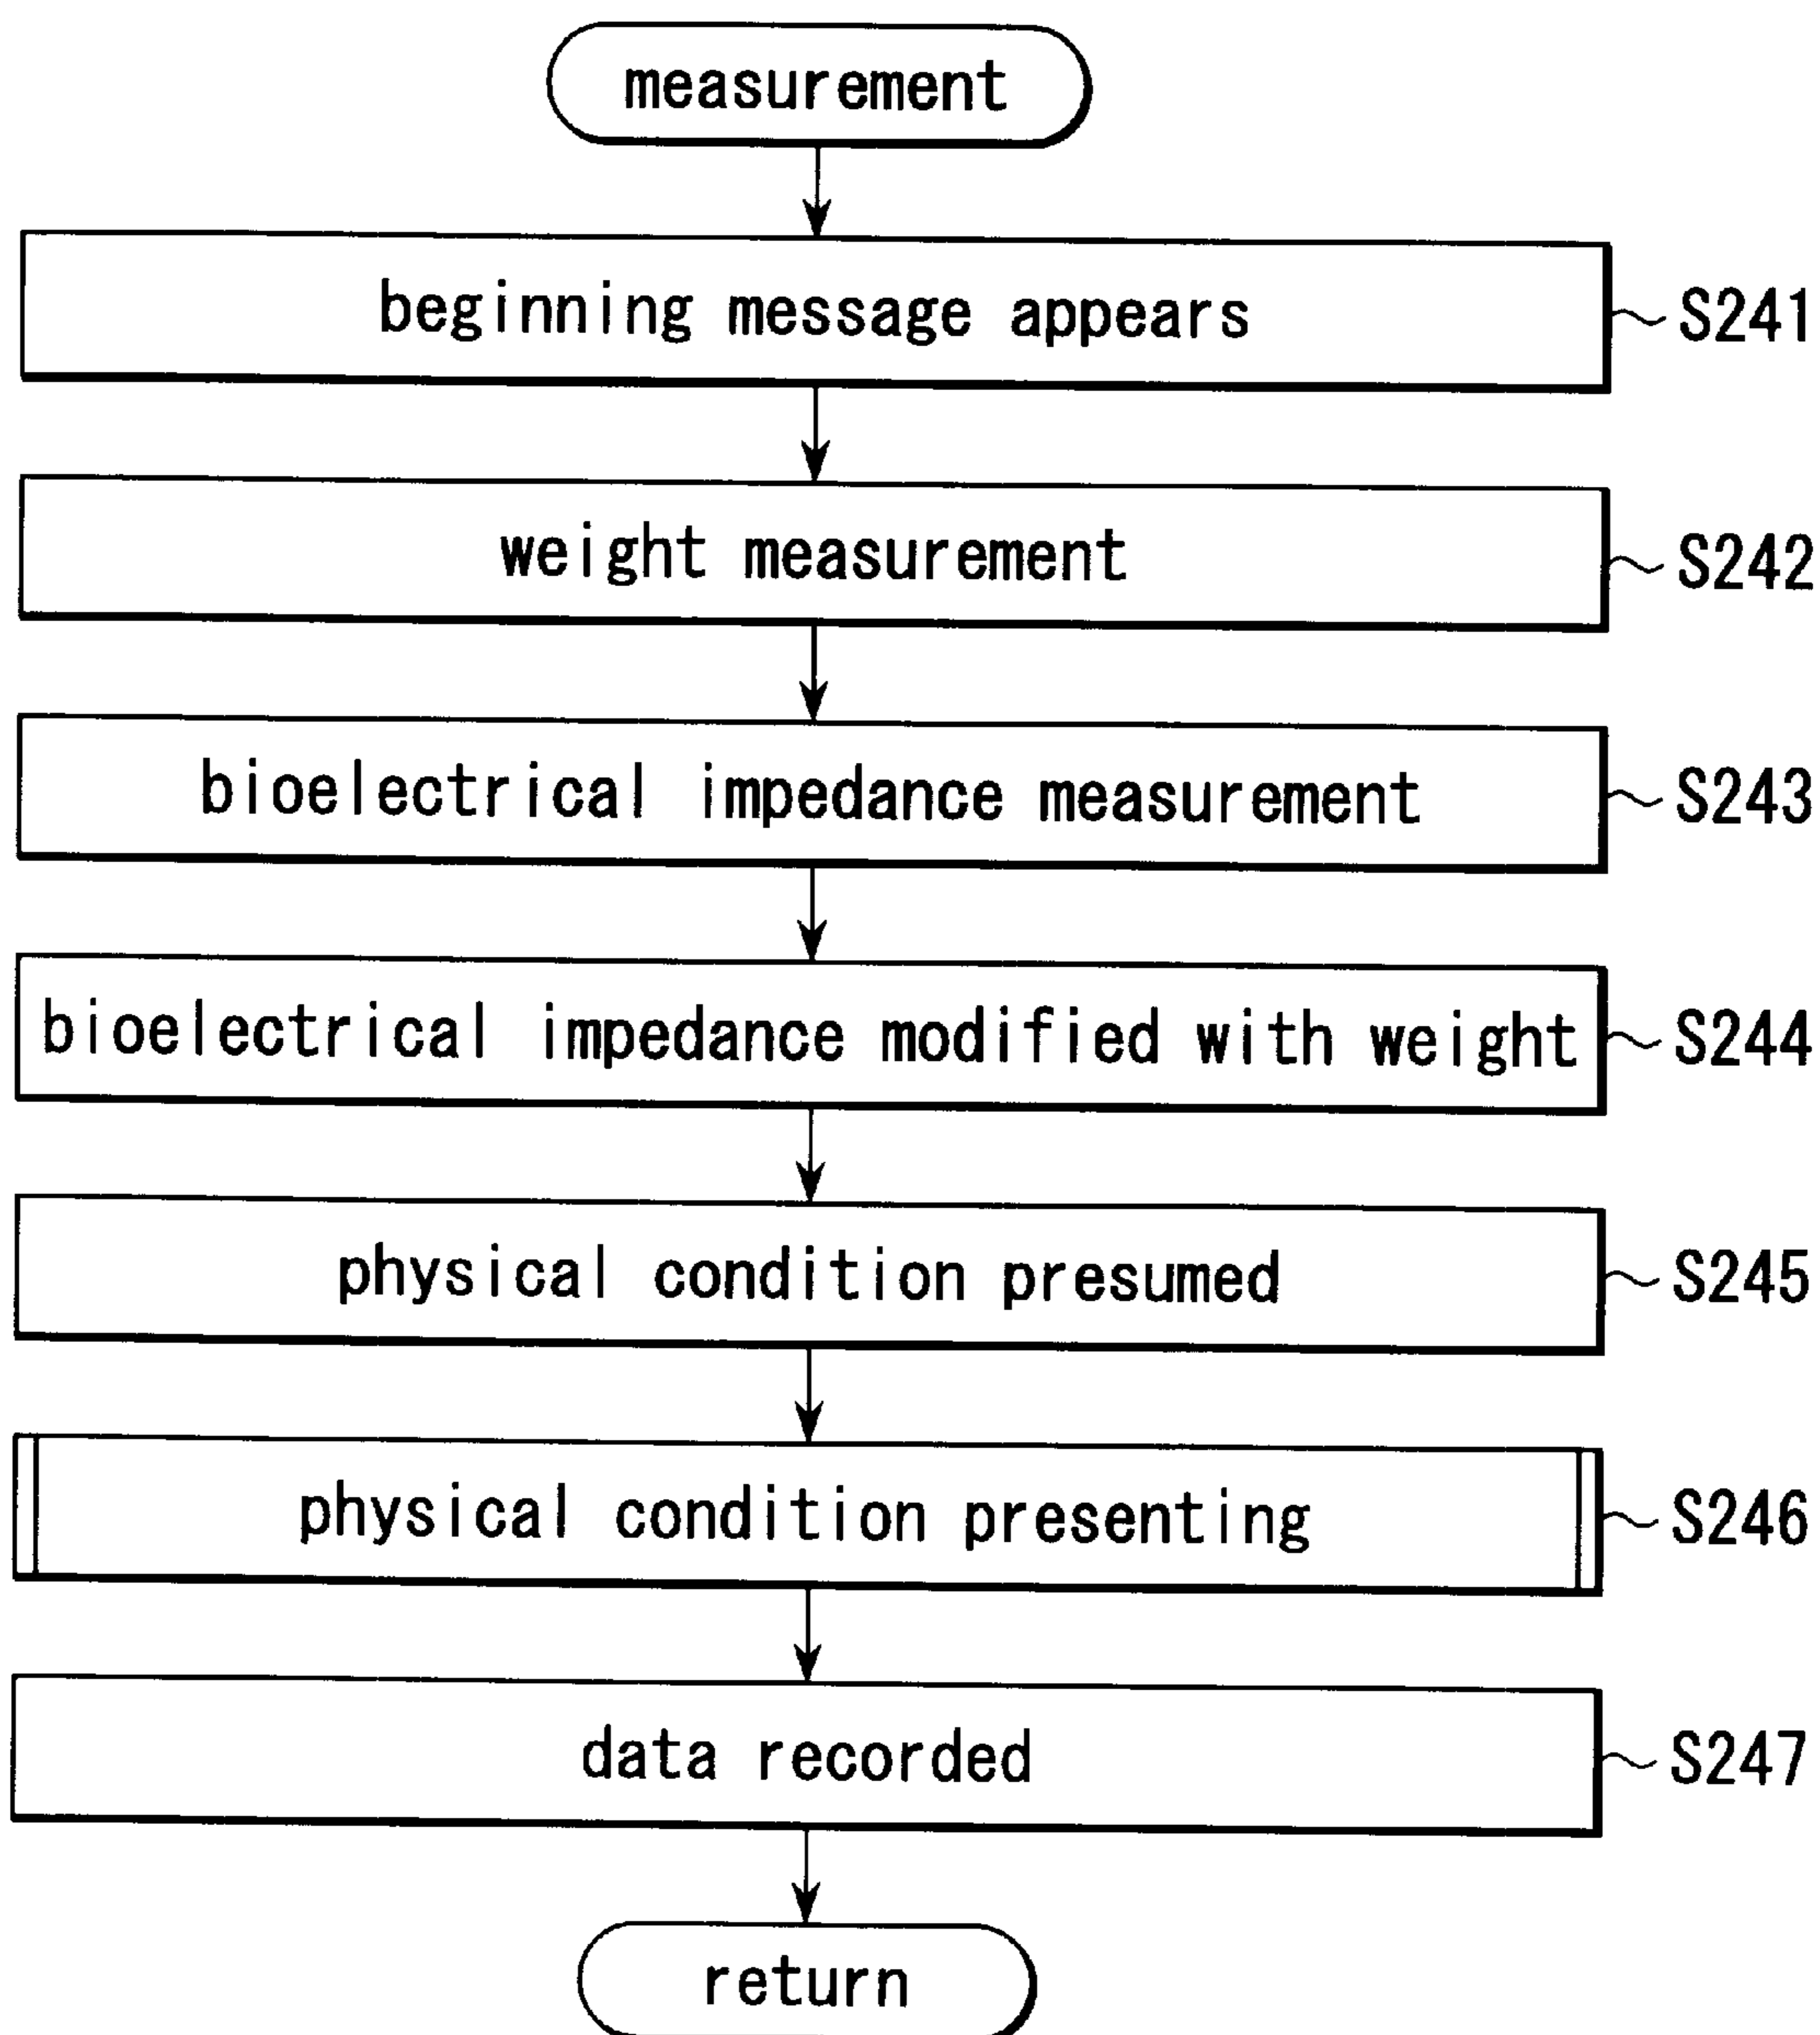 measurement
beginning message appears
S241
weight measurement
S242
bioelectrical impedance measurement
S243
bioelectrical impedance modified with weight
S244
physical condition presumed
S245
physical condition presenting
S246
data recorded
S247
return